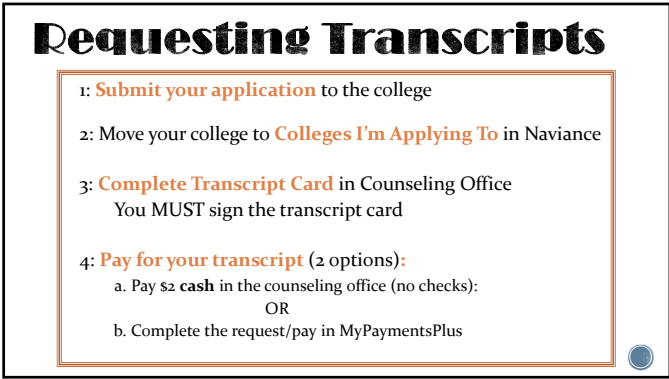 Requesting Transcripts
1: Submit your application to the college
2: Move your college to Colleges I'm Applying To in Naviance
3: Complete Transcript Card in Counseling Office
You MUST sign the transcript card
4: Pay for your transcript (2 options):
a. Pay $2 cash in the counseling office (no checks):
OR
b. Complete the request/pay in MyPaymentsPlus